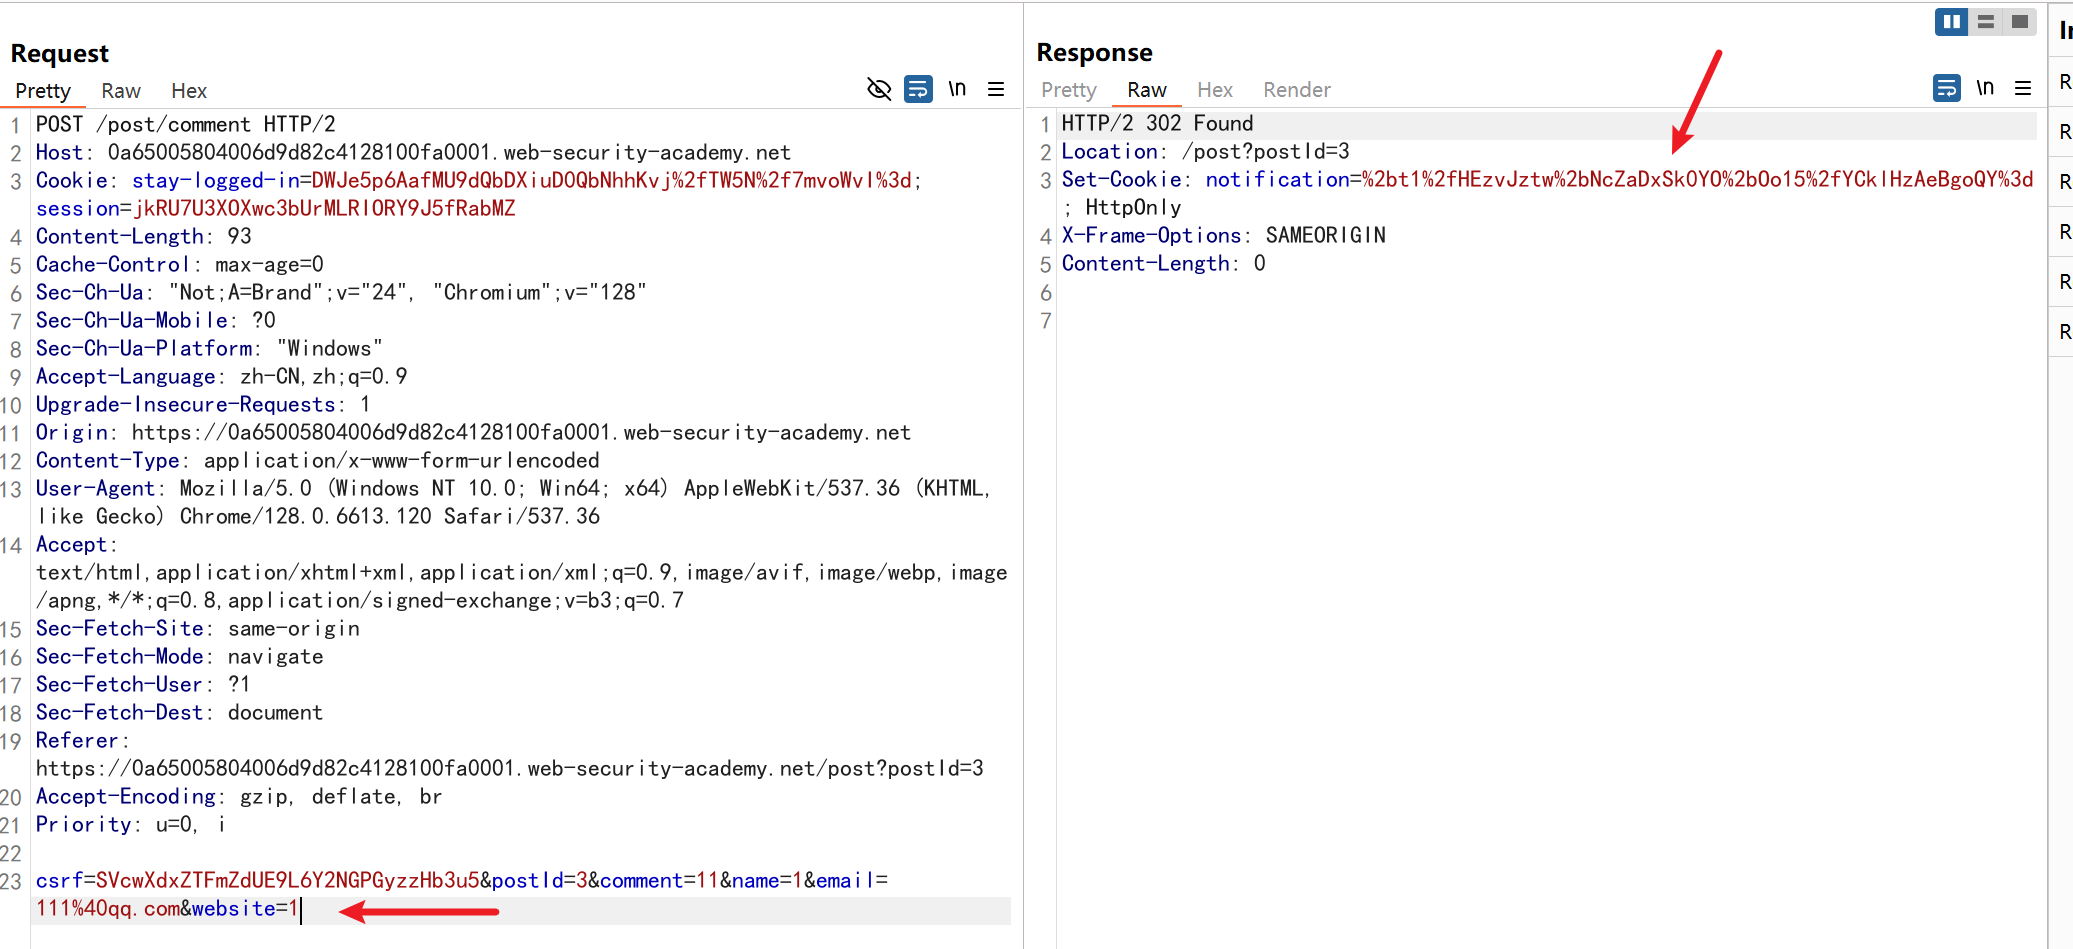 Request
Pretty Raw Hex \n
1 POST /post/comment HTTP/2
2 Host: 0a65005804006d9d82c4128100fa0001.web-security-academy.net
3 Cookie: stay-logged-in=DWJe5p6AafMU9dQbDXiuD0QbNhhKvj%2fTW5N%2f7mvoWvI%3d;
session=jkRU7U3X0Xwc3bUrMLRIORY9J5fRabMZ
4 Content-Length: 93
5 Cache-Control: max-age=0
6 Sec-Ch-Ua: "Not;A=Brand";v="24", "Chromium";v="128"
7 Sec-Ch-Ua-Mobile: ?0
8 Sec-Ch-Ua-Platform: "Windows"
9 Accept-Language: zh-CN,zh;q=0.9
10 Upgrade-Insecure-Requests: 1
11 Origin: https://0a65005804006d9d82c4128100fa0001.web-security-academy.net
12 Content-Type: application/x-www-form-urlencoded
13 User-Agent: Mozilla/5.0 (Windows NT 10.0; Win64; x64) AppleWebKit/537.36 (KHTML,
like Gecko) Chrome/128.0.6613.120 Safari/537.36
14 Accept:
text/html,application/xhtml+xml,application/xml;q=0.9,image/avif,image/webp,image
/apng,*/*;q=0.8,application/signed-exchange;v=b3;q=0.7
15 Sec-Fetch-Site: same-origin
16 Sec-Fetch-Mode: navigate
17 Sec-Fetch-User: ?1
18 Sec-Fetch-Dest: document
19 Referer:
https://0a65005804006d9d82c4128100fa0001.web-security-academy.net/post?postId=3
20 Accept-Encoding: gzip, deflate, br
21 Priority: u=0, i
22
23 csrf=SVcwXdxZTFmZdUE9L6Y2NGPGyzzHb3u5&postId=3&comment=11&name=1&email=
111%40qq.com&website=1
Response
Pretty Raw Hex Render \n
1 HTTP/2 302 Found
2 Location: /post?postId=3
3 Set-Cookie: notification=%2bt1%2fHEzvJztw%2bNcZaDxSk0Y0%2b0o15%2fYCkIHzAeBgoQY%3d
; HttpOnly
4 X-Frame-Options: SAMEORIGIN
5 Content-Length: 0
6
7
In
R
R
R
R
R
R